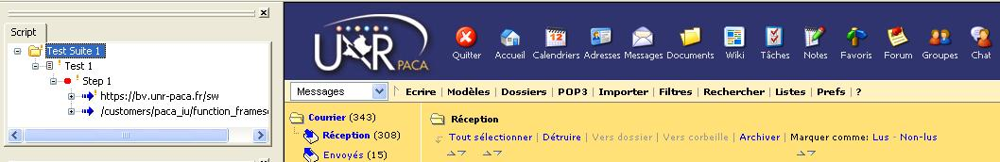 Script
Test Suite 1
Test 1
Step 1
https://bv.unr-paca.fr/sw
/customers/paca_iu/function_frames
UNR PACA
Quitter Accueil Calendriers Adresses Messages Documents Wiki Tâches Notes Favoris Forum Groupes Chat
Messages Ecrire | Modèles | Dossiers | POP3 | Importer | Filtres | Rechercher | Listes | Prefs | ?
Courrier (343)
Réception (308)
Envoyés (15)
Réception
Tout sélectionner | Détruire | Vers dossier | Vers corbeille | Archiver | Marquer comme: Lus - Non-lus